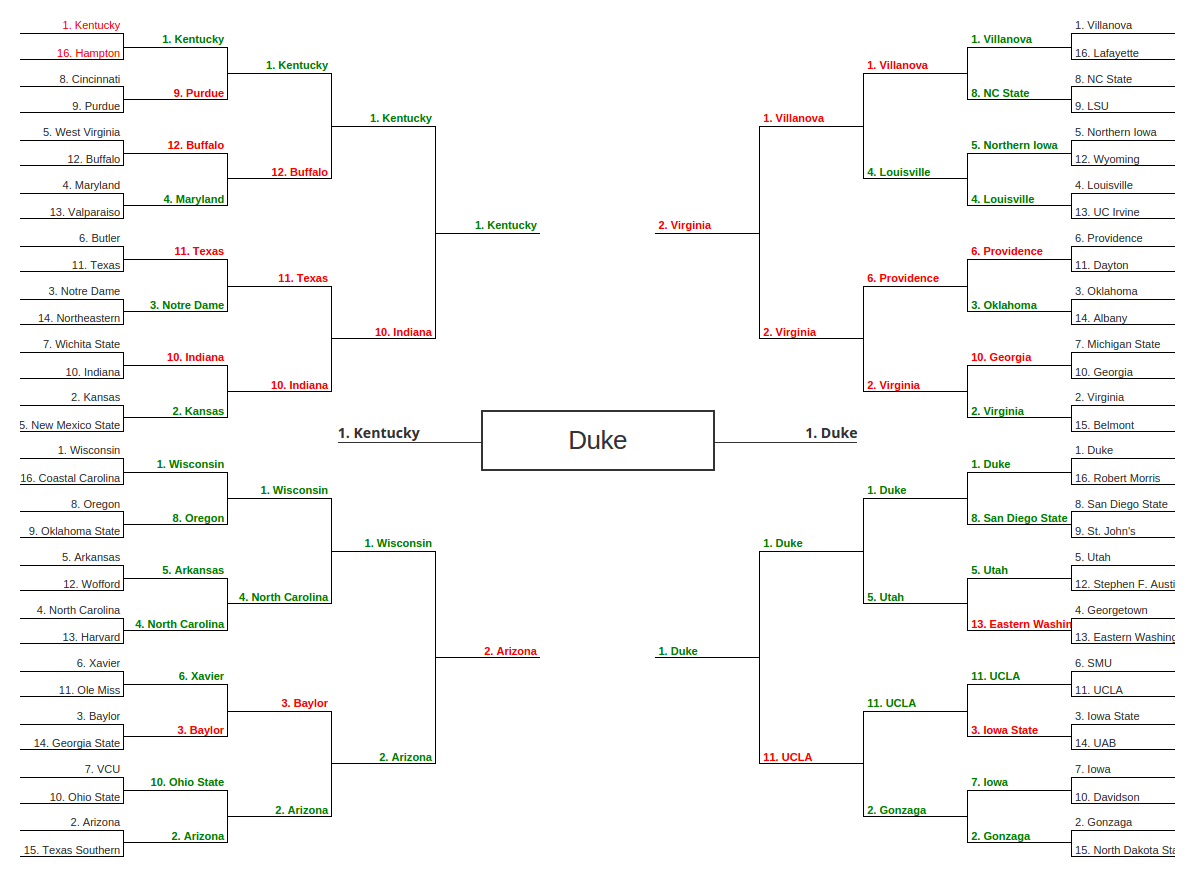 1. Kentucky
16. Hampton
8. Cincinnati
9. Purdue
5. West Virginia
12. Buffalo
4. Maryland
13. Valparaiso
6. Butler
11. Texas
3. Notre Dame
14. Northeastern
7. Wichita State
10. Indiana
2. Kansas
5. New Mexico State
1. Wisconsin
16. Coastal Carolina
8. Oregon
9. Oklahoma State
5. Arkansas
12. Wofford
4. North Carolina
13. Harvard
6. Xavier
11. Ole Miss
3. Baylor
14. Georgia State
7. VCU
10. Ohio State
2. Arizona
15. Texas Southern
1. Kentucky
9. Purdue
12. Buffalo
4. Maryland
11. Texas
3. Notre Dame
10. Indiana
2. Kansas
1. Wisconsin
8. Oregon
5. Arkansas
4. North Carolina
6. Xavier
3. Baylor
10. Ohio State
2. Arizona
1. Kentucky
12. Buffalo
11. Texas
10. Indiana
1. Wisconsin
4. North Carolina
3. Baylor
2. Arizona
1. Kentucky
10. Indiana
1. Wisconsin
2. Arizona
1. Kentucky
2. Arizona
1. Kentucky
Duke
1. Duke
2. Virginia
1. Duke
1. Villanova
2. Virginia
1. Duke
11. UCLA
1. Villanova
4. Louisville
6. Providence
2. Virginia
1. Duke
5. Utah
11. UCLA
2. Gonzaga
1. Villanova
8. NC State
5. Northern Iowa
4. Louisville
6. Providence
3. Oklahoma
10. Georgia
2. Virginia
1. Duke
8. San Diego State
5. Utah
13. Eastern Washin
11. UCLA
3. Iowa State
7. Iowa
2. Gonzaga
1. Villanova
16. Lafayette
8. NC State
9. LSU
5. Northern Iowa
12. Wyoming
4. Louisville
13. UC Irvine
6. Providence
11. Dayton
3. Oklahoma
14. Albany
7. Michigan State
10. Georgia
2. Virginia
15. Belmont
1. Duke
16. Robert Morris
8. San Diego State
9. St. John's
5. Utah
12. Stephen F. Austi
4. Georgetown
13. Eastern Washing
6. SMU
11. UCLA
3. Iowa State
14. UAB
7. Iowa
10. Davidson
2. Gonzaga
15. North Dakota Sta